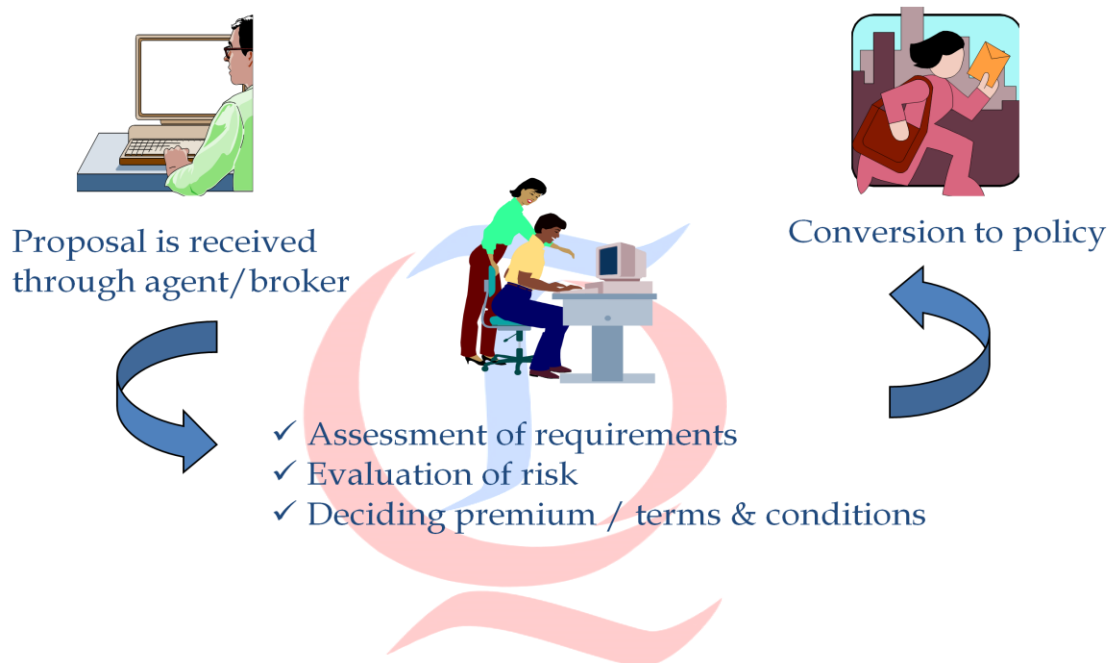 Proposal is received
through agent/broker
Conversion to policy
✓ Assessment of requirements
✓ Evaluation of risk
✓ Deciding premium / terms & conditions